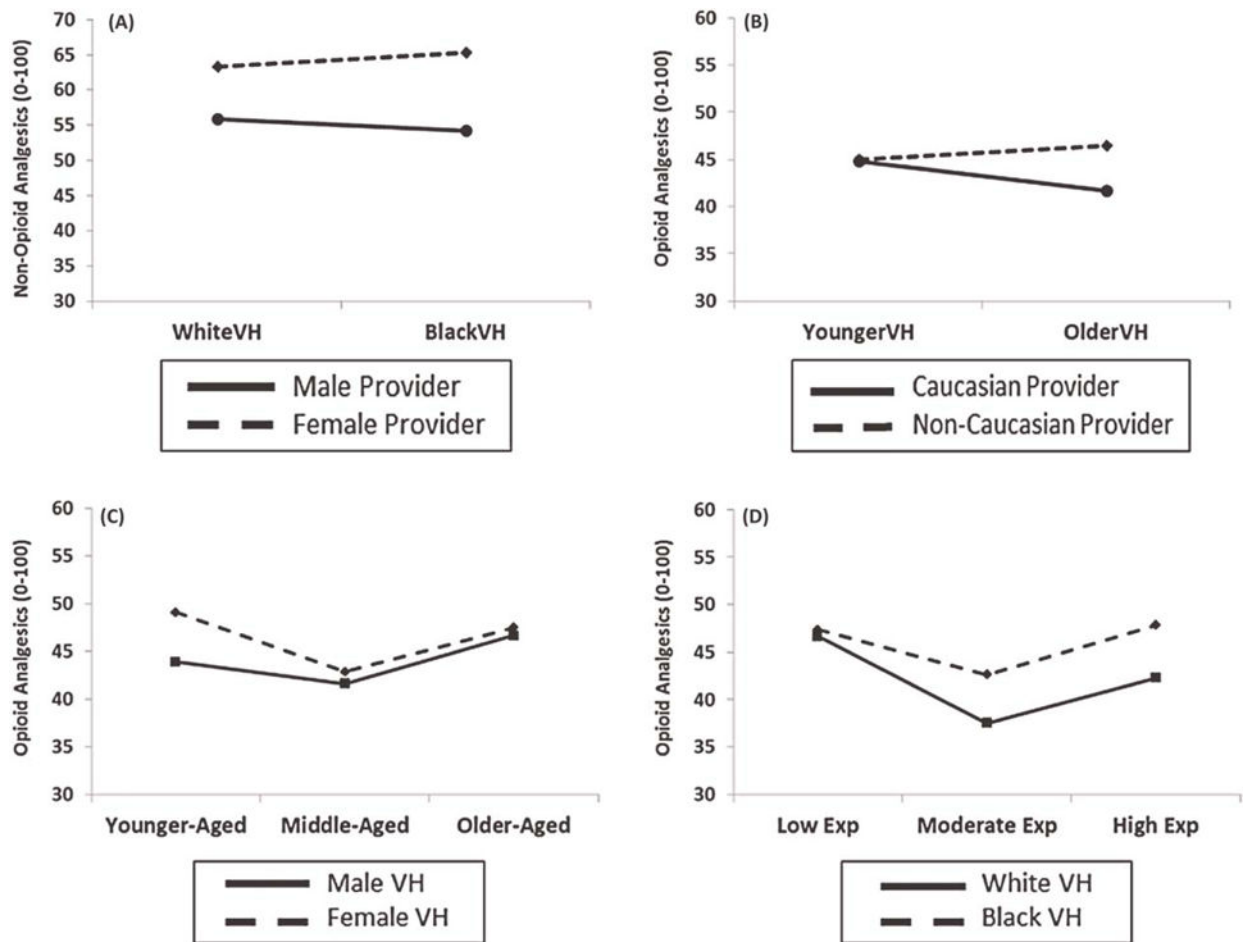 (A)
Non-Opioid Analgesics (0-100)
70
65
60
55
50
45
40
35
30
WhiteVH BlackVH
Male Provider
Female Provider
(B)
Opioid Analgesics (0-100)
60
55
50
45
40
35
30
YoungerVH OlderVH
Caucasian Provider
Non-Caucasian Provider
(C)
Opioid Analgesics (0-100)
60
55
50
45
40
35
30
Younger-Aged Middle-Aged Older-Aged
Male VH
Female VH
(D)
Opioid Analgesics (0-100)
60
55
50
45
40
35
30
Low Exp Moderate Exp High Exp
White VH
Black VH